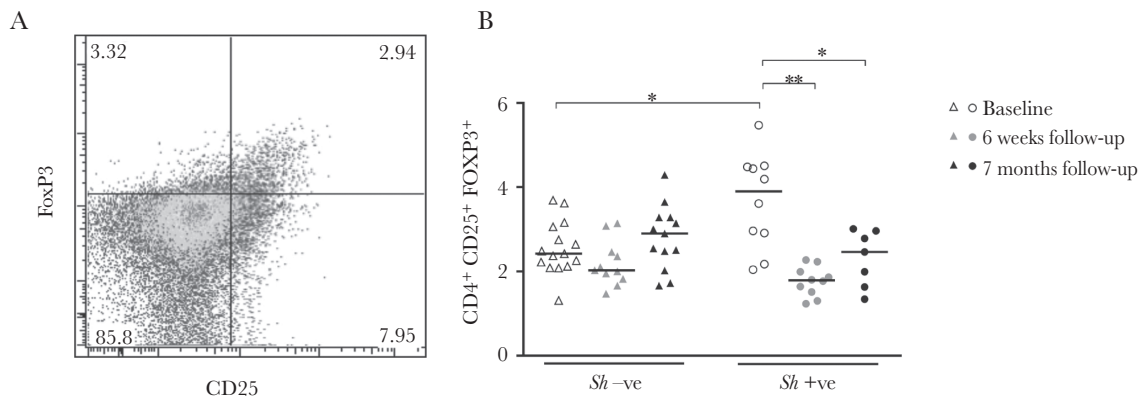 A
3.32
2.94
85.8
7.95
FoxP3
CD25
B
*
**
*
6
4
2
0
CD4⁺ CD25⁺ FOXP3⁺
Sh –ve
Sh +ve
Baseline
6 weeks follow-up
7 months follow-up